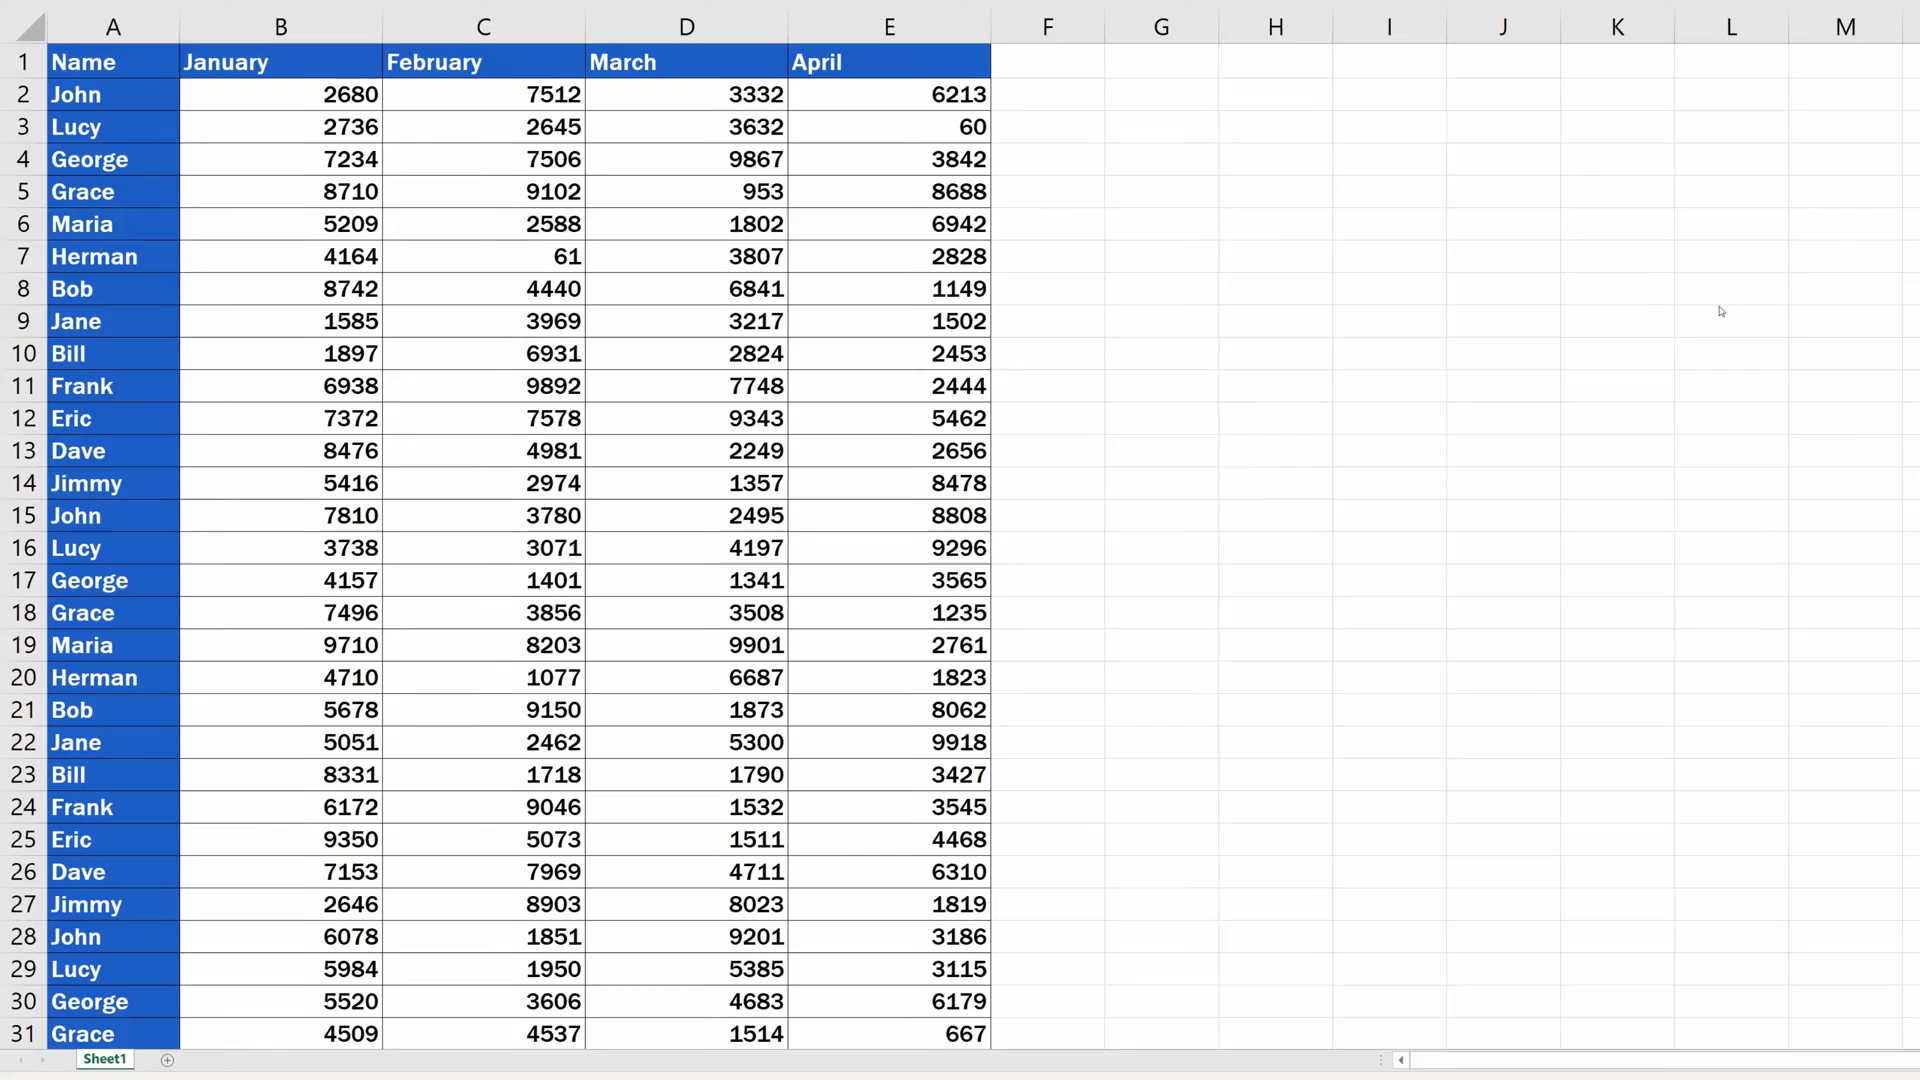 A B C D E F G H I J K L M
1 Name January February March April
2 John 2680 7512 3332 6213
3 Lucy 2736 2645 3632 60
4 George 7234 7506 9867 3842
5 Grace 8710 9102 953 8688
6 Maria 5209 2588 1802 6942
7 Herman 4164 61 3807 2828
8 Bob 8742 4440 6841 1149
9 Jane 1585 3969 3217 1502
10 Bill 1897 6931 2824 2453
11 Frank 6938 9892 7748 2444
12 Eric 7372 7578 9343 5462
13 Dave 8476 4981 2249 2656
14 Jimmy 5416 2974 1357 8478
15 John 7810 3780 2495 8808
16 Lucy 3738 3071 4197 9296
17 George 4157 1401 1341 3565
18 Grace 7496 3856 3508 1235
19 Maria 9710 8203 9901 2761
20 Herman 4710 1077 6687 1823
21 Bob 5678 9150 1873 8062
22 Jane 5051 2462 5300 9918
23 Bill 8331 1718 1790 3427
24 Frank 6172 9046 1532 3545
25 Eric 9350 5073 1511 4468
26 Dave 7153 7969 4711 6310
27 Jimmy 2646 8903 8023 1819
28 John 6078 1851 9201 3186
29 Lucy 5984 1950 5385 3115
30 George 5520 3606 4683 6179
31 Grace 4509 4537 1514 667
Sheet1